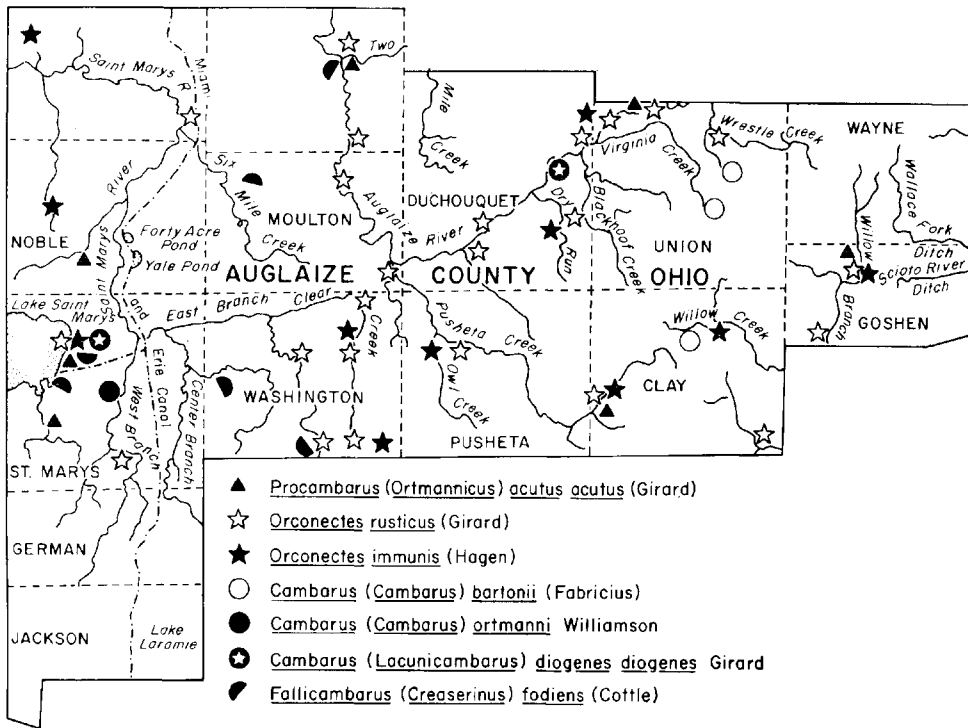 Saint Marys R.
Miami
Two
Mile
Creek
Virginia
Creek
Wrestle Creek
WAYNE
Wallace
Fork
Ditch
Willow
Scioto River
Ditch
Branch
GOSHEN
River
Six
Mile
Creek
MOULTON
Auglaize
River
DUCHOUQUET
Dry
Run
Blackhoof Creek
UNION
NOBLE
Saint Marys
Forty Acre
Pond
Yale Pond
AUGLAIZE COUNTY OHIO
Lake Saint
Marys
and
Erie Canal
East Branch Clear
Creek
Pusheta
Creek
Owl Creek
Willow
Creek
CLAY
WASHINGTON
PUSHETA
West Branch
Center Branch
ST. MARYS
GERMAN
JACKSON
Lake
Laramie
Procambarus (Ortmannicus) acutus acutus (Girard)
Orconectes rusticus (Girard)
Orconectes immunis (Hagen)
Cambarus (Cambarus) bartonii (Fabricius)
Cambarus (Cambarus) ortmanni Williamson
Cambarus (Lacunicambarus) diogenes diogenes Girard
Fallicambarus (Creaserinus) fodiens (Cottle)